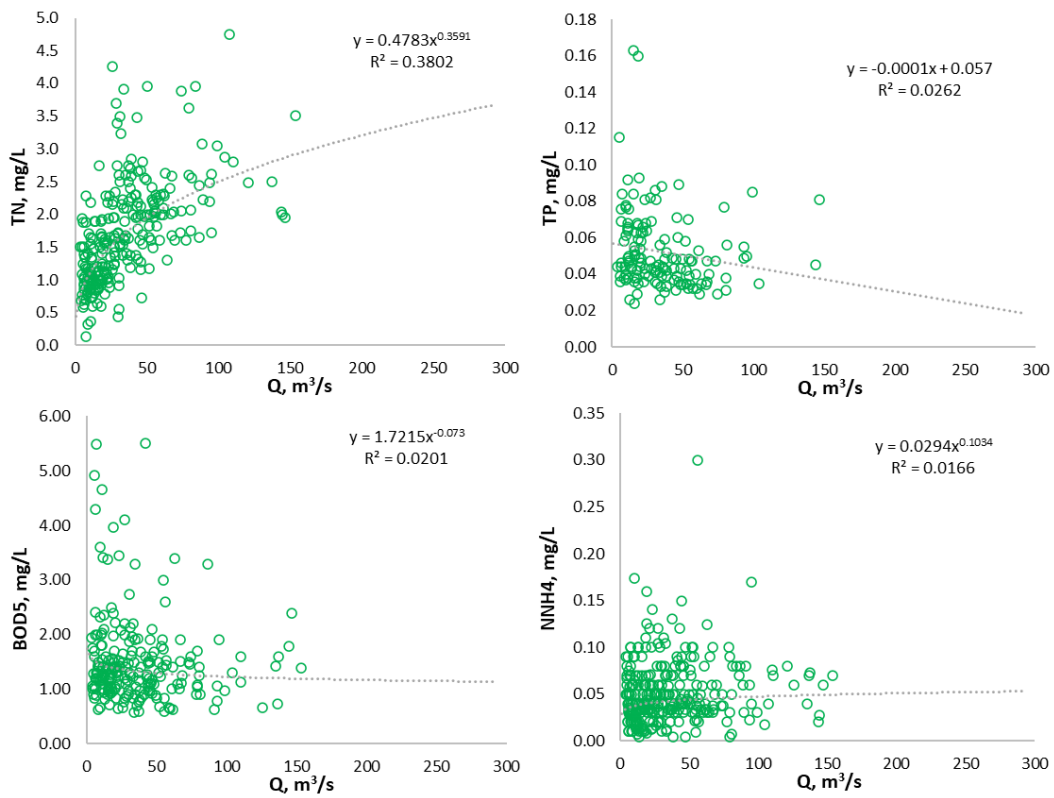 5.0
4.5
4.0
3.5
3.0
2.5
2.0
1.5
1.0
0.5
0.0
TN, mg/L
y = 0.4783x^0.3591
R² = 0.3802
0 50 100 150 200 250 300
Q, m³/s
0.18
0.16
0.14
0.12
0.10
0.08
0.06
0.04
0.02
0.00
TP, mg/L
y = -0.0001x + 0.057
R² = 0.0262
0 50 100 150 200 250 300
Q, m³/s
6.00
5.00
4.00
3.00
2.00
1.00
0.00
BOD5, mg/L
y = 1.7215x^-0.073
R² = 0.0201
0 50 100 150 200 250 300
Q, m³/s
0.35
0.30
0.25
0.20
0.15
0.10
0.05
0.00
NNH4, mg/L
y = 0.0294x^0.1034
R² = 0.0166
0 50 100 150 200 250 300
Q, m³/s